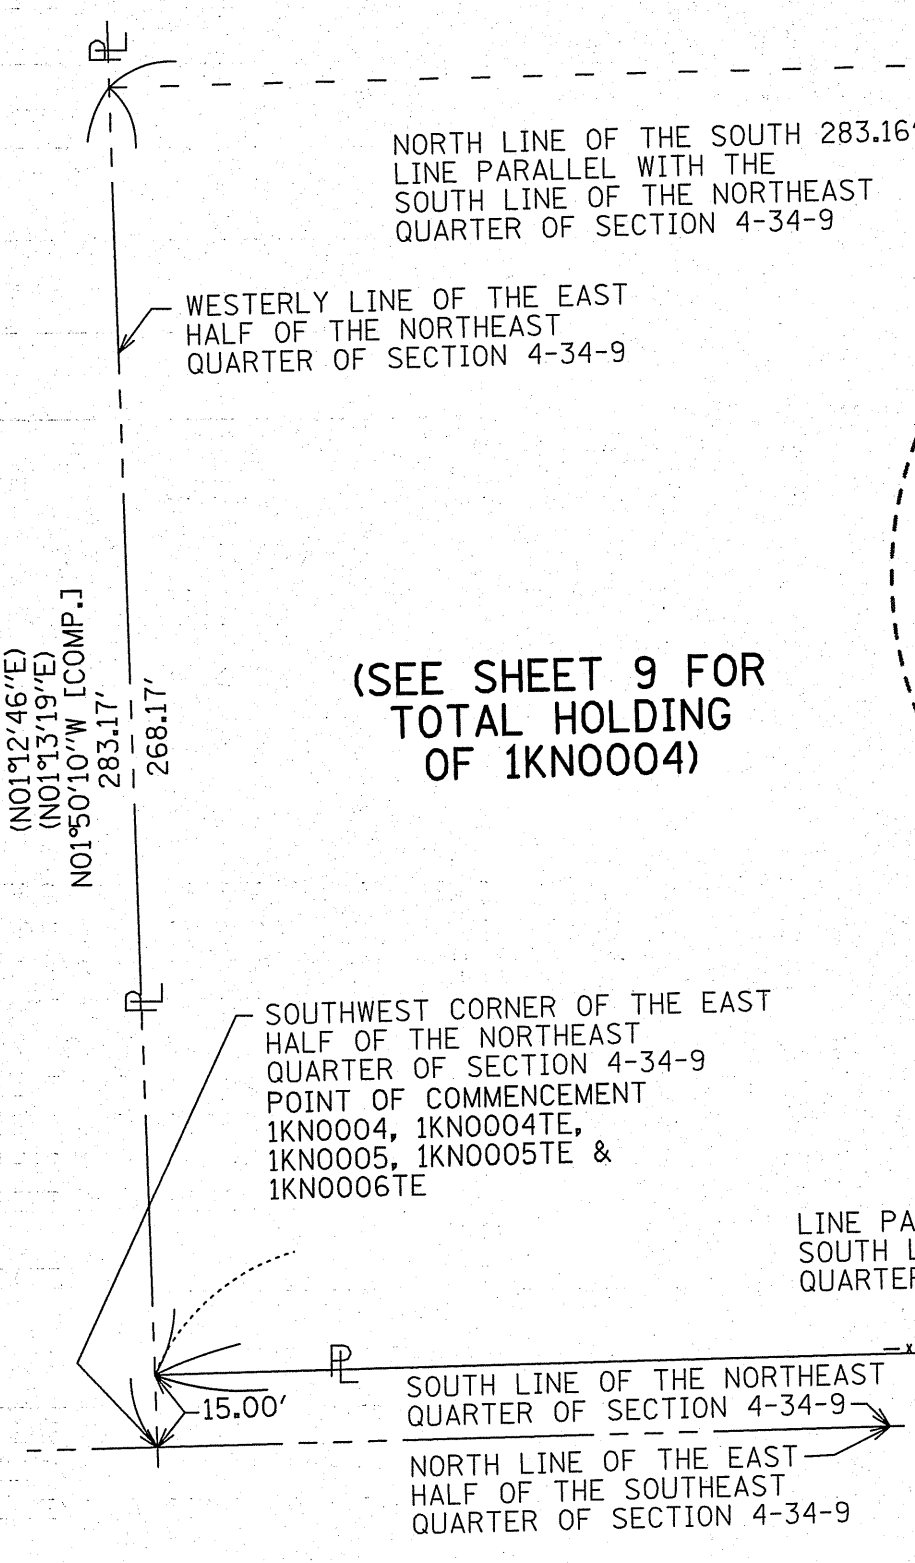 PL
NORTH LINE OF THE SOUTH 283.16'
LINE PARALLEL WITH THE
SOUTH LINE OF THE NORTHEAST
QUARTER OF SECTION 4-34-9
WESTERLY LINE OF THE EAST
HALF OF THE NORTHEAST
QUARTER OF SECTION 4-34-9
(N01°12'46"E)
(N01°13'19"E)
N01°50'10"W [COMP.]
283.17'
268.17'
(SEE SHEET 9 FOR
TOTAL HOLDING
OF 1KN0004)
PL
SOUTHWEST CORNER OF THE EAST
HALF OF THE NORTHEAST
QUARTER OF SECTION 4-34-9
POINT OF COMMENCEMENT
1KN0004, 1KN0004TE,
1KN0005, 1KN0005TE &
1KN0006TE
LINE PA
SOUTH L
QUARTER
PL
x
15.00'
SOUTH LINE OF THE NORTHEAST
QUARTER OF SECTION 4-34-9
NORTH LINE OF THE EAST
HALF OF THE SOUTHEAST
QUARTER OF SECTION 4-34-9